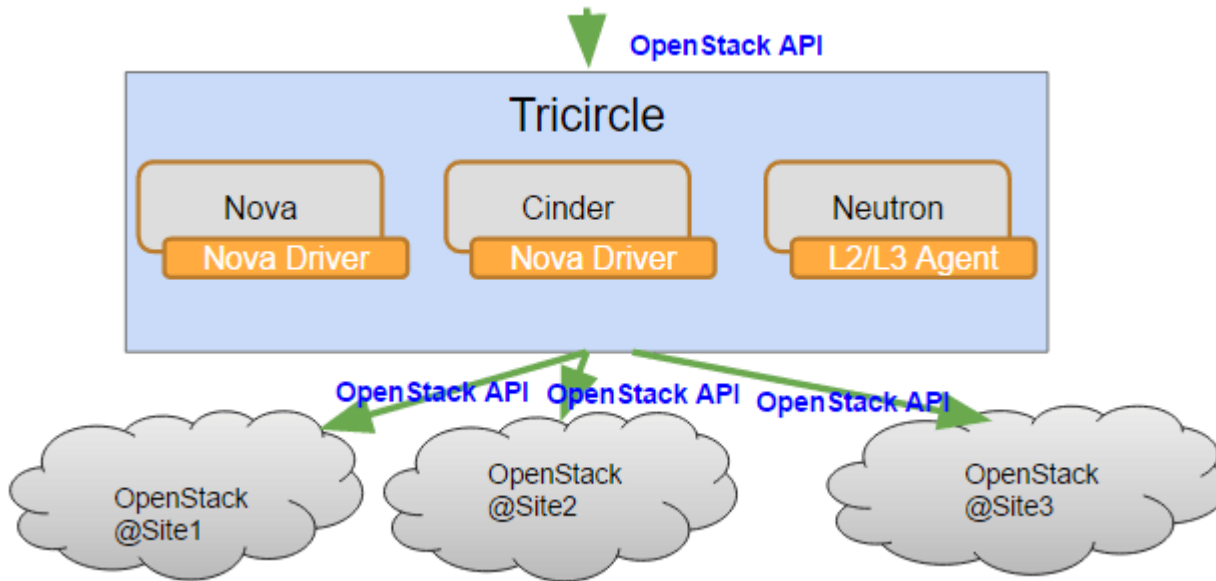 OpenStack API
Tricircle
Nova
Cinder
Neutron
Nova Driver
Nova Driver
L2/L3 Agent
OpenStack API
OpenStack API
OpenStack API
OpenStack
@Site1
OpenStack
@Site2
OpenStack
@Site3